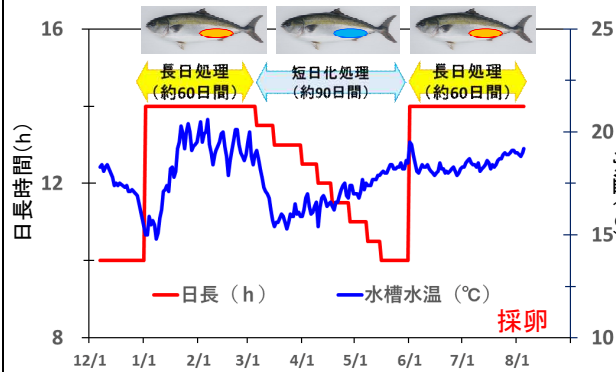 長日処理
(約60日間)
短日化処理
(約90日間)
長日処理
(約60日間)
日長時間(h)
16
12
8
25
20
15
10
日長(h)
水槽水温(℃)
採卵
12/1 1/1 2/1 3/1 4/1 5/1 6/1 7/1 8/1